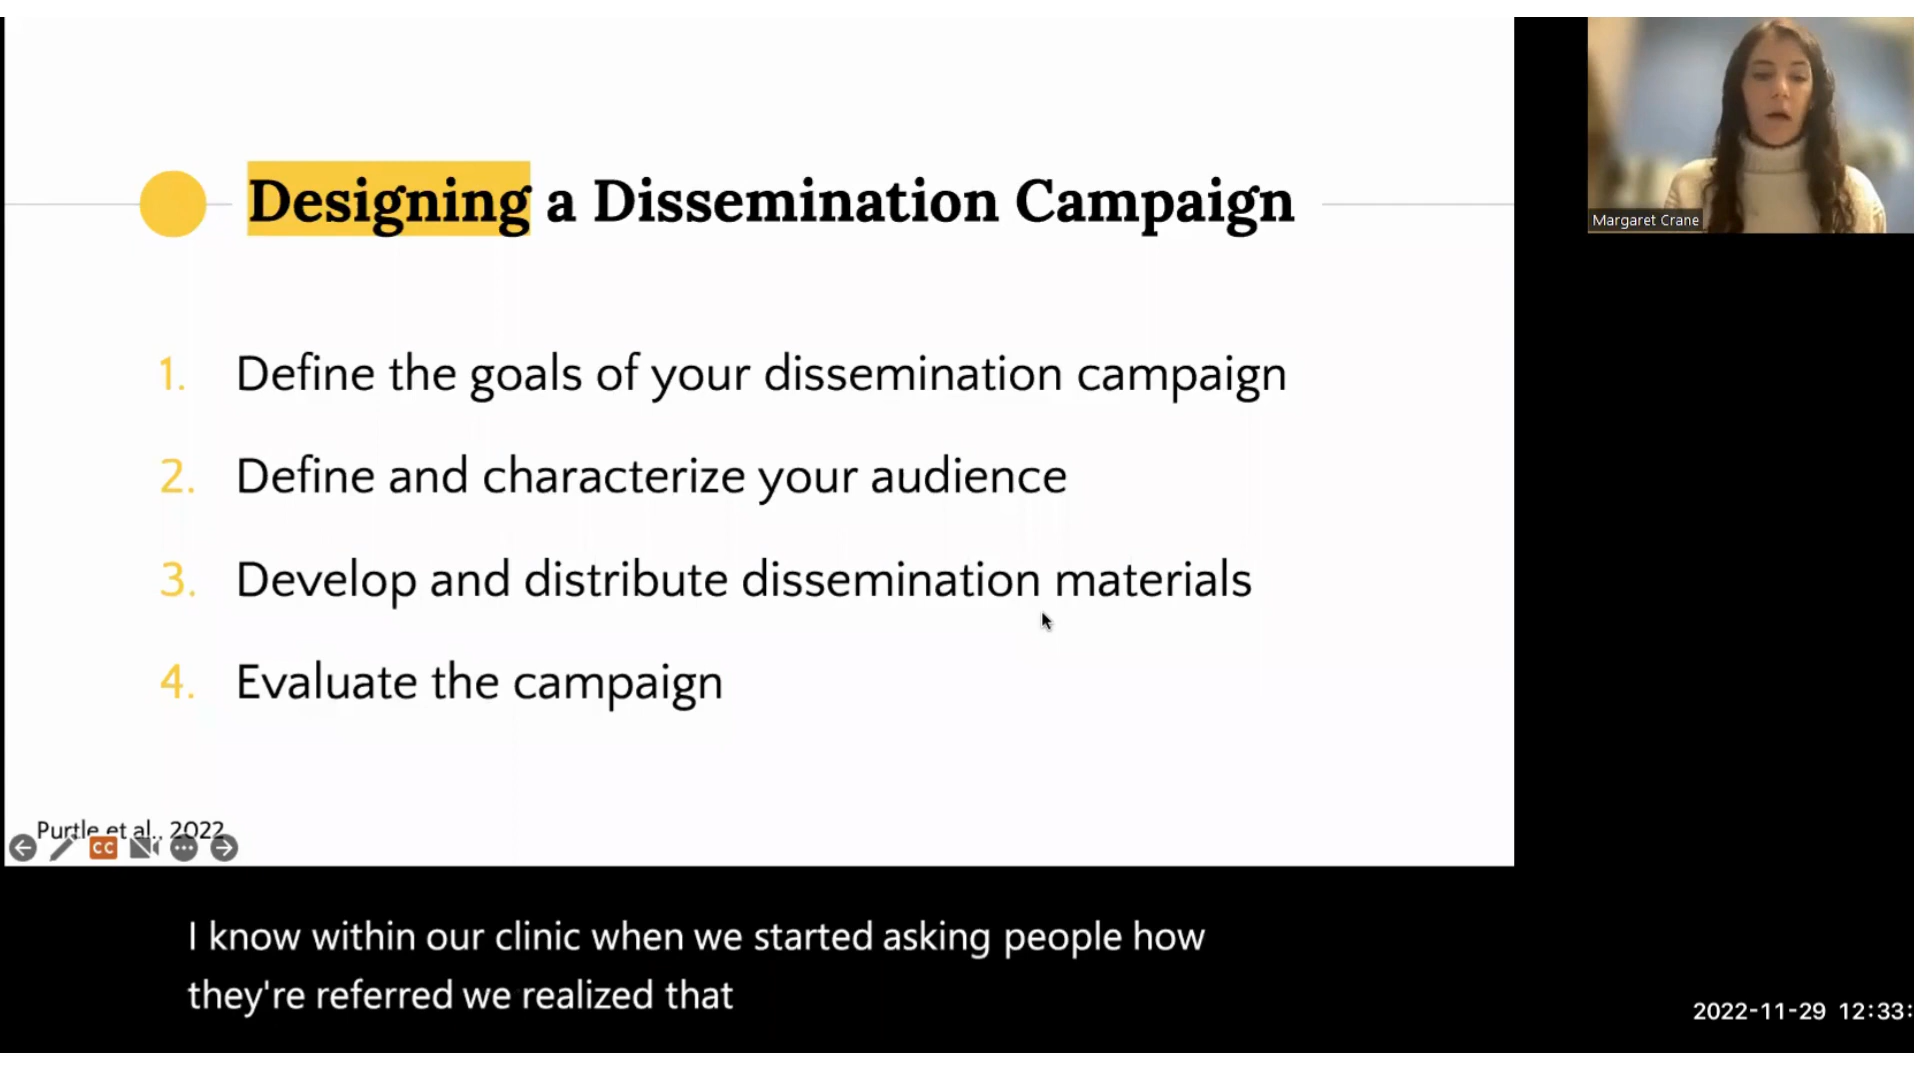 Designing a Dissemination Campaign
1. Define the goals of your dissemination campaign
2. Define and characterize your audience
3. Develop and distribute dissemination materials
4. Evaluate the campaign
Purtle et al., 2022
CC
Margaret Crane
I know within our clinic when we started asking people how
they're referred we realized that
2022-11-29 12:33: